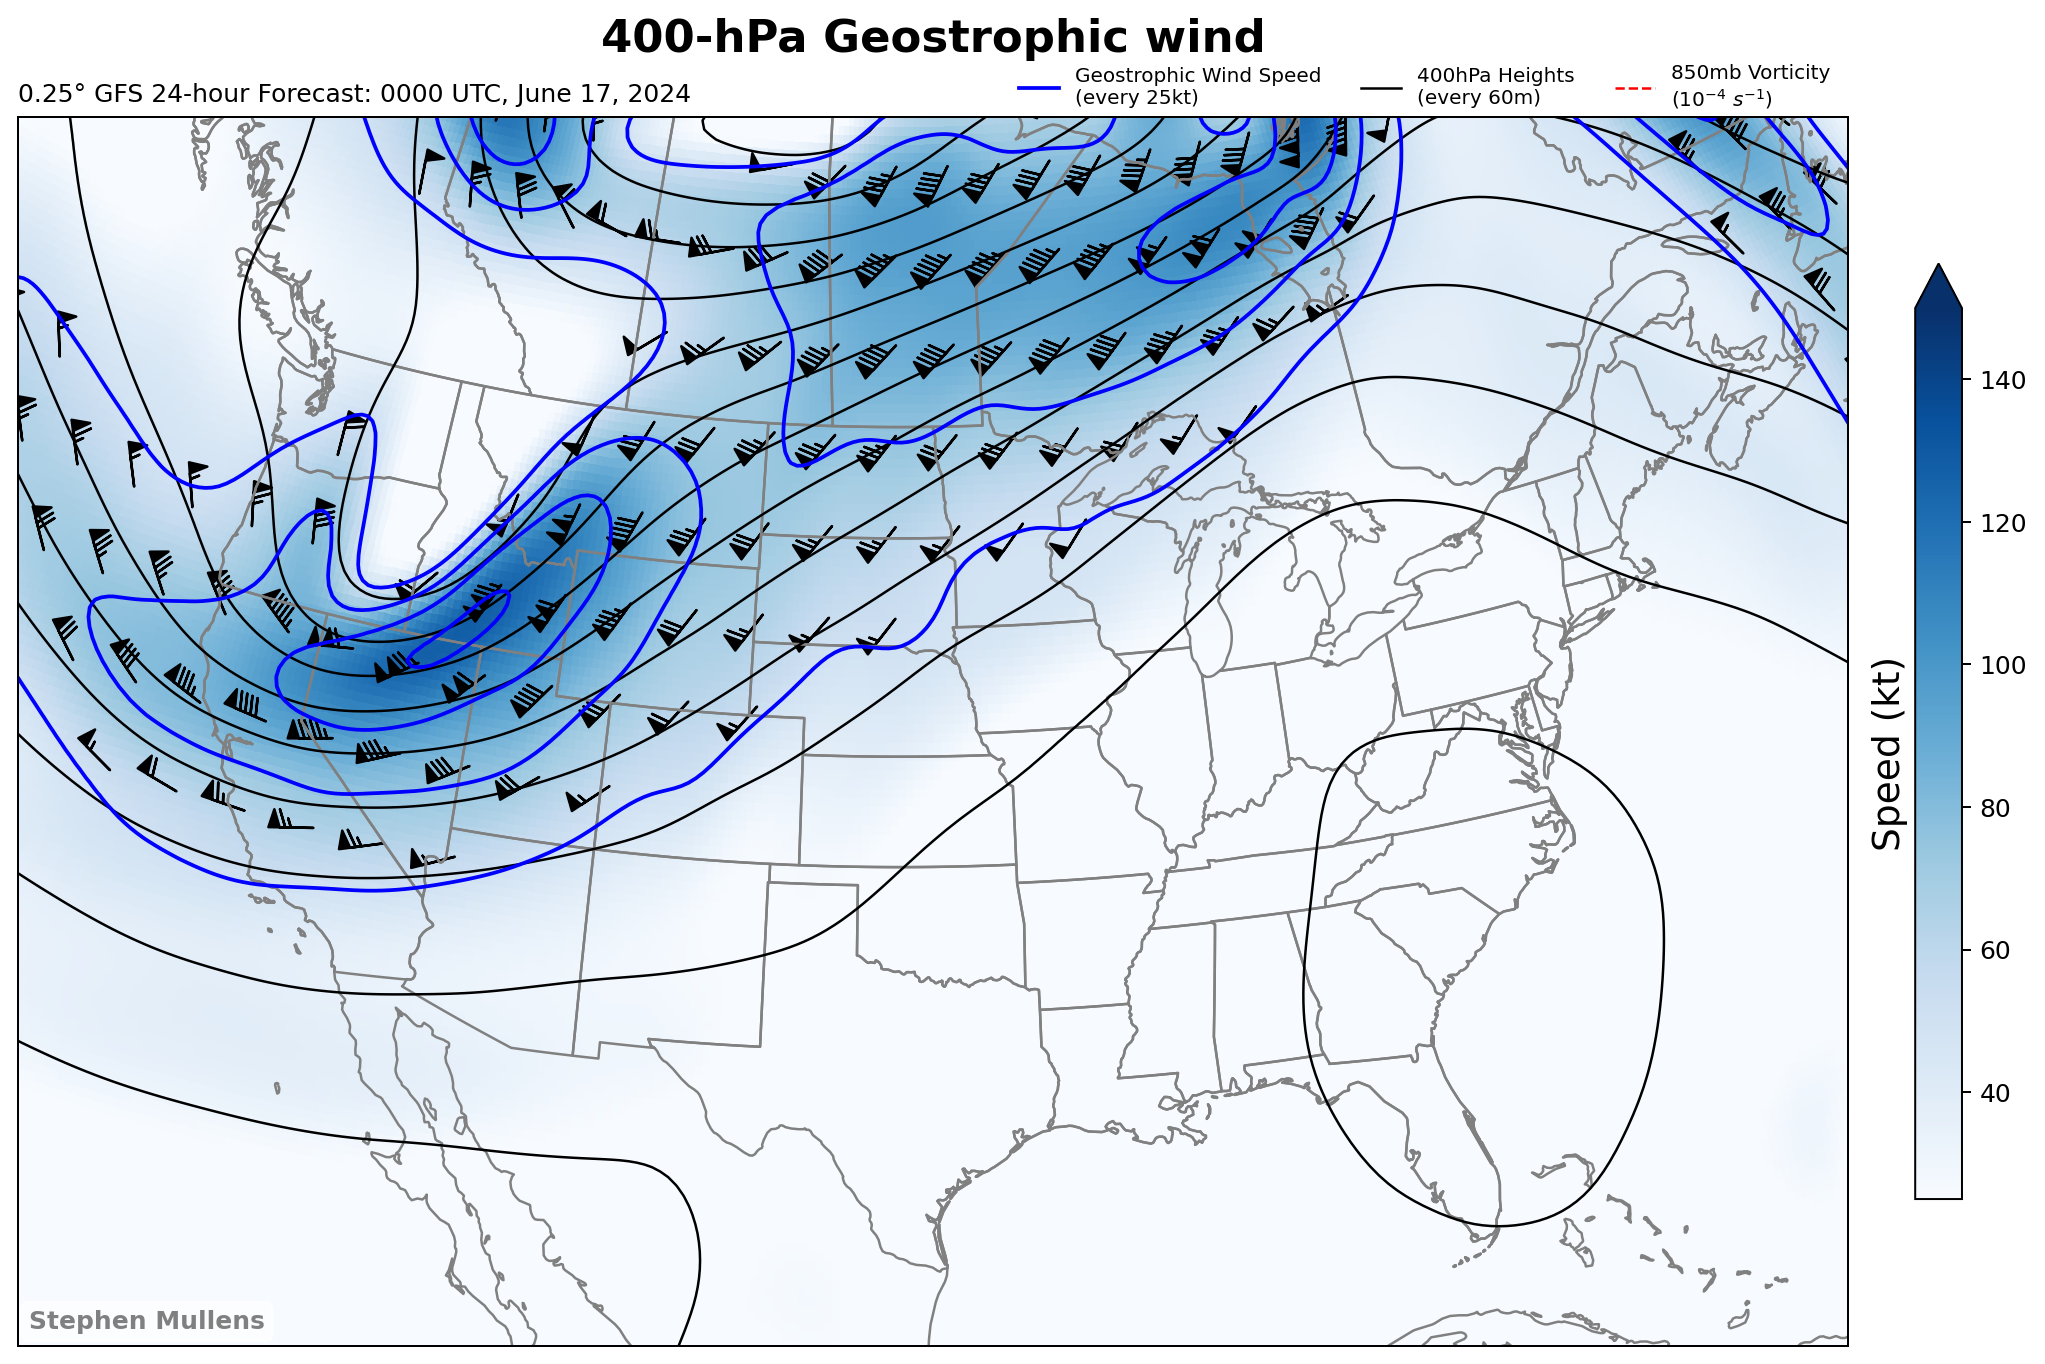 400-hPa Geostrophic wind
0.25° GFS 24-hour Forecast: 0000 UTC, June 17, 2024
Geostrophic Wind Speed
(every 25kt)
400hPa Heights
(every 60m)
850mb Vorticity
(10⁻⁴ s⁻¹)
140
120
100
80
60
40
Speed (kt)
Stephen Mullens